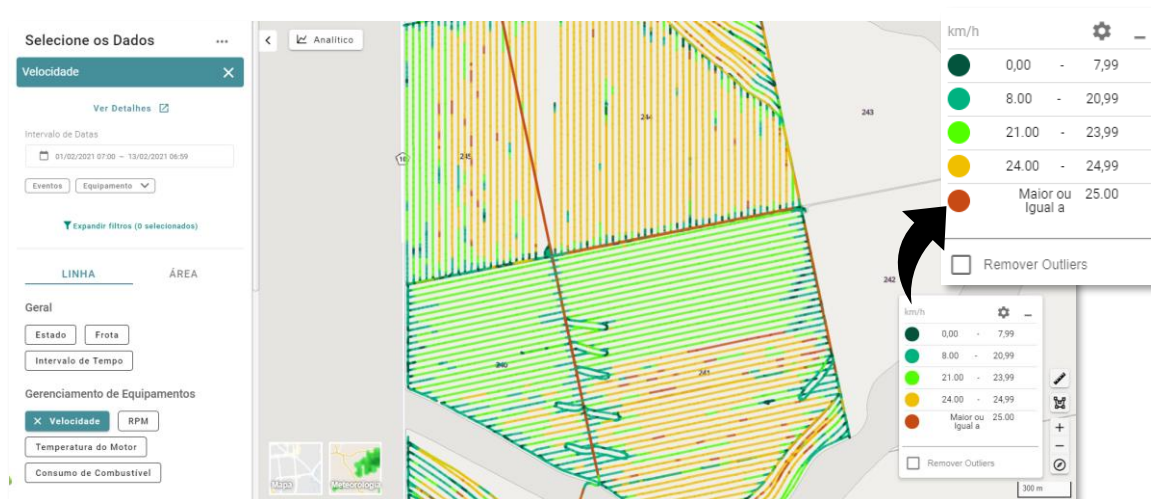 Selecione os Dados
...
Velocidade
Ver Detalhes
Intervalo de Datas
01/02/2021 07:00 – 13/02/2021 06:59
Eventos
Equipamento
Expandir filtros (0 selecionados)
LINHA
ÁREA
Geral
Estado
Frota
Intervalo de Tempo
Gerenciamento de Equipamentos
Velocidade
RPM
Temperatura do Motor
Consumo de Combustível
Analítico
10
245
244
243
242
240
241
Mapa
Meteorologia
km/h
0,00 - 7,99
8.00 - 20,99
21.00 - 23,99
24.00 - 24,99
Maior ou 25.00
Igual a
Remover Outliers
km/h
0,00 - 7,99
8.00 - 20,99
21.00 - 23,99
24.00 - 24,99
Maior ou 25.00
Igual a
Remover Outliers
300 m